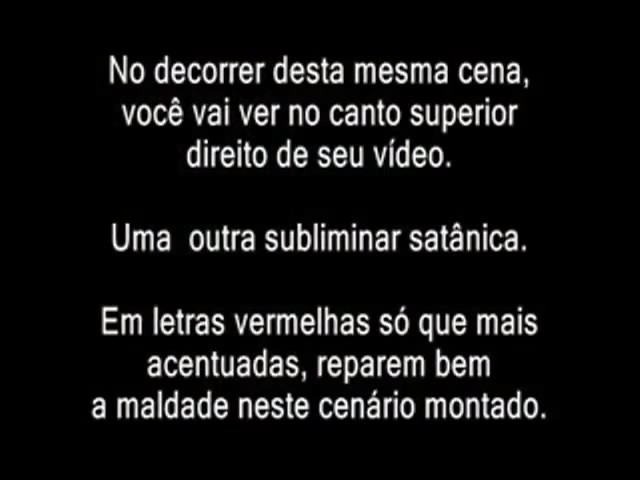 No decorrer desta mesma cena,
você vai ver no canto superior
direito de seu vídeo.
Uma  outra subliminar satânica.
Em letras vermelhas só que mais
acentuadas, reparem bem
a maldade neste cenário montado.